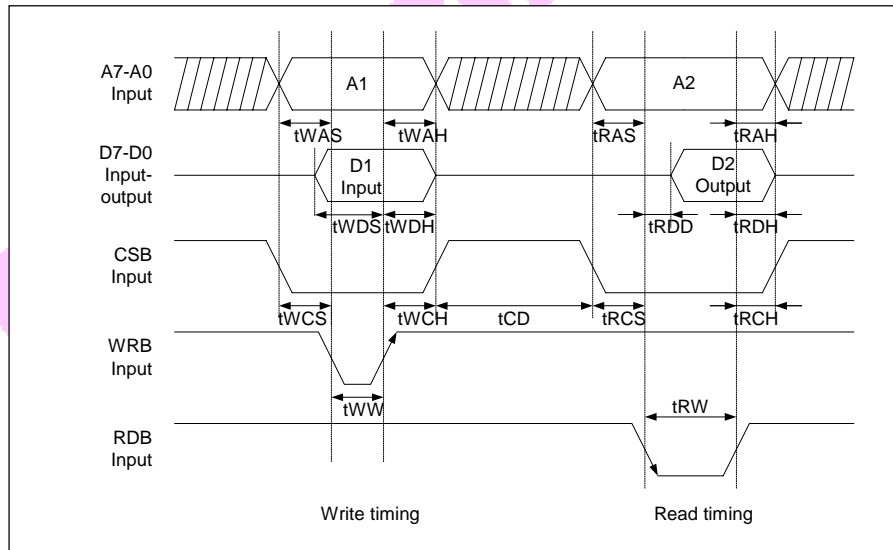 A7-A0
Input
A1
A2
tWAS
tWAH
tRAS
tRAH
D7-D0
Input-
output
D1
Input
D2
Output
tWDS
tWDH
tRDD
tRDH
CSB
Input
tWCS
tWCH
tCD
tRCS
tRCH
WRB
Input
tWW
tRW
RDB
Input
Write timing
Read timing